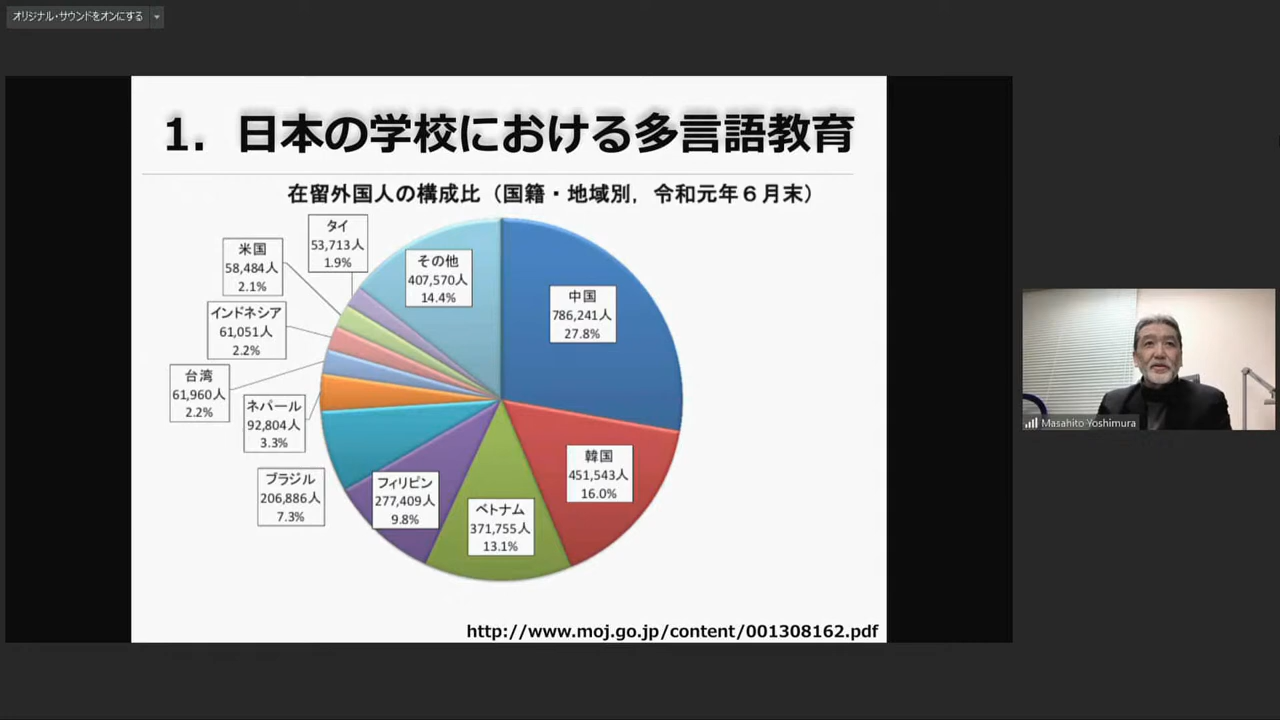 オリジナル・サウンドをオンにする
1. 日本の学校における多言語教育
在留外国人の構成比（国籍・地域別，令和元年６月末）
タイ
53,713人
1.9%
米国
58,484人
2.1%
インドネシア
61,051人
2.2%
台湾
61,960人
2.2%
ネパール
92,804人
3.3%
ブラジル
206,886人
7.3%
その他
407,570人
14.4%
中国
786,241人
27.8%
韓国
451,543人
16.0%
ベトナム
371,755人
13.1%
フィリピン
277,409人
9.8%
http://www.moj.go.jp/content/001308162.pdf
Masahito Yoshimura